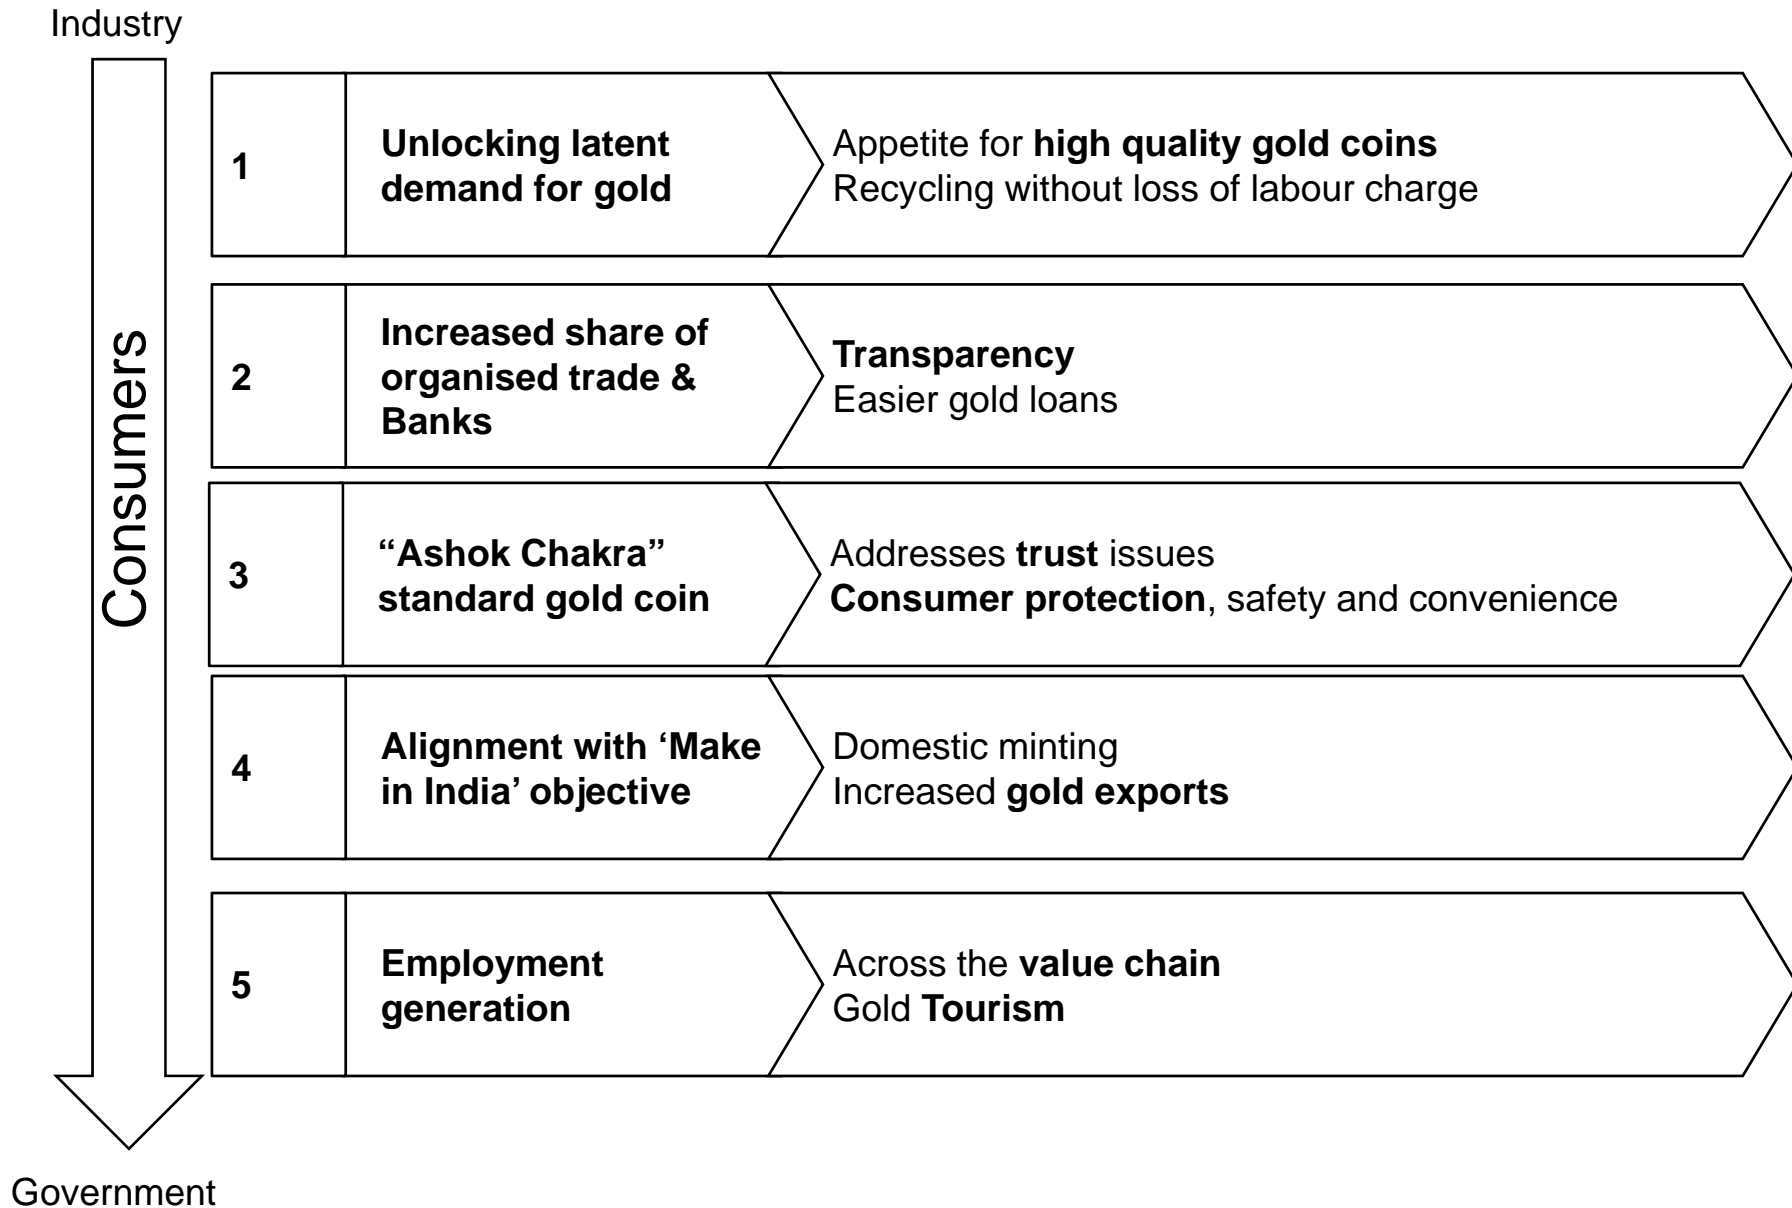 Industry
1
Unlocking latent
demand for gold
Appetite for high quality gold coins
Recycling without loss of labour charge
2
Increased share of
organised trade &
Banks
Transparency
Easier gold loans
Consumers
3
“Ashok Chakra”
standard gold coin
Addresses trust issues
Consumer protection, safety and convenience
4
Alignment with ‘Make
in India’ objective
Domestic minting
Increased gold exports
5
Employment
generation
Across the value chain
Gold Tourism
Government